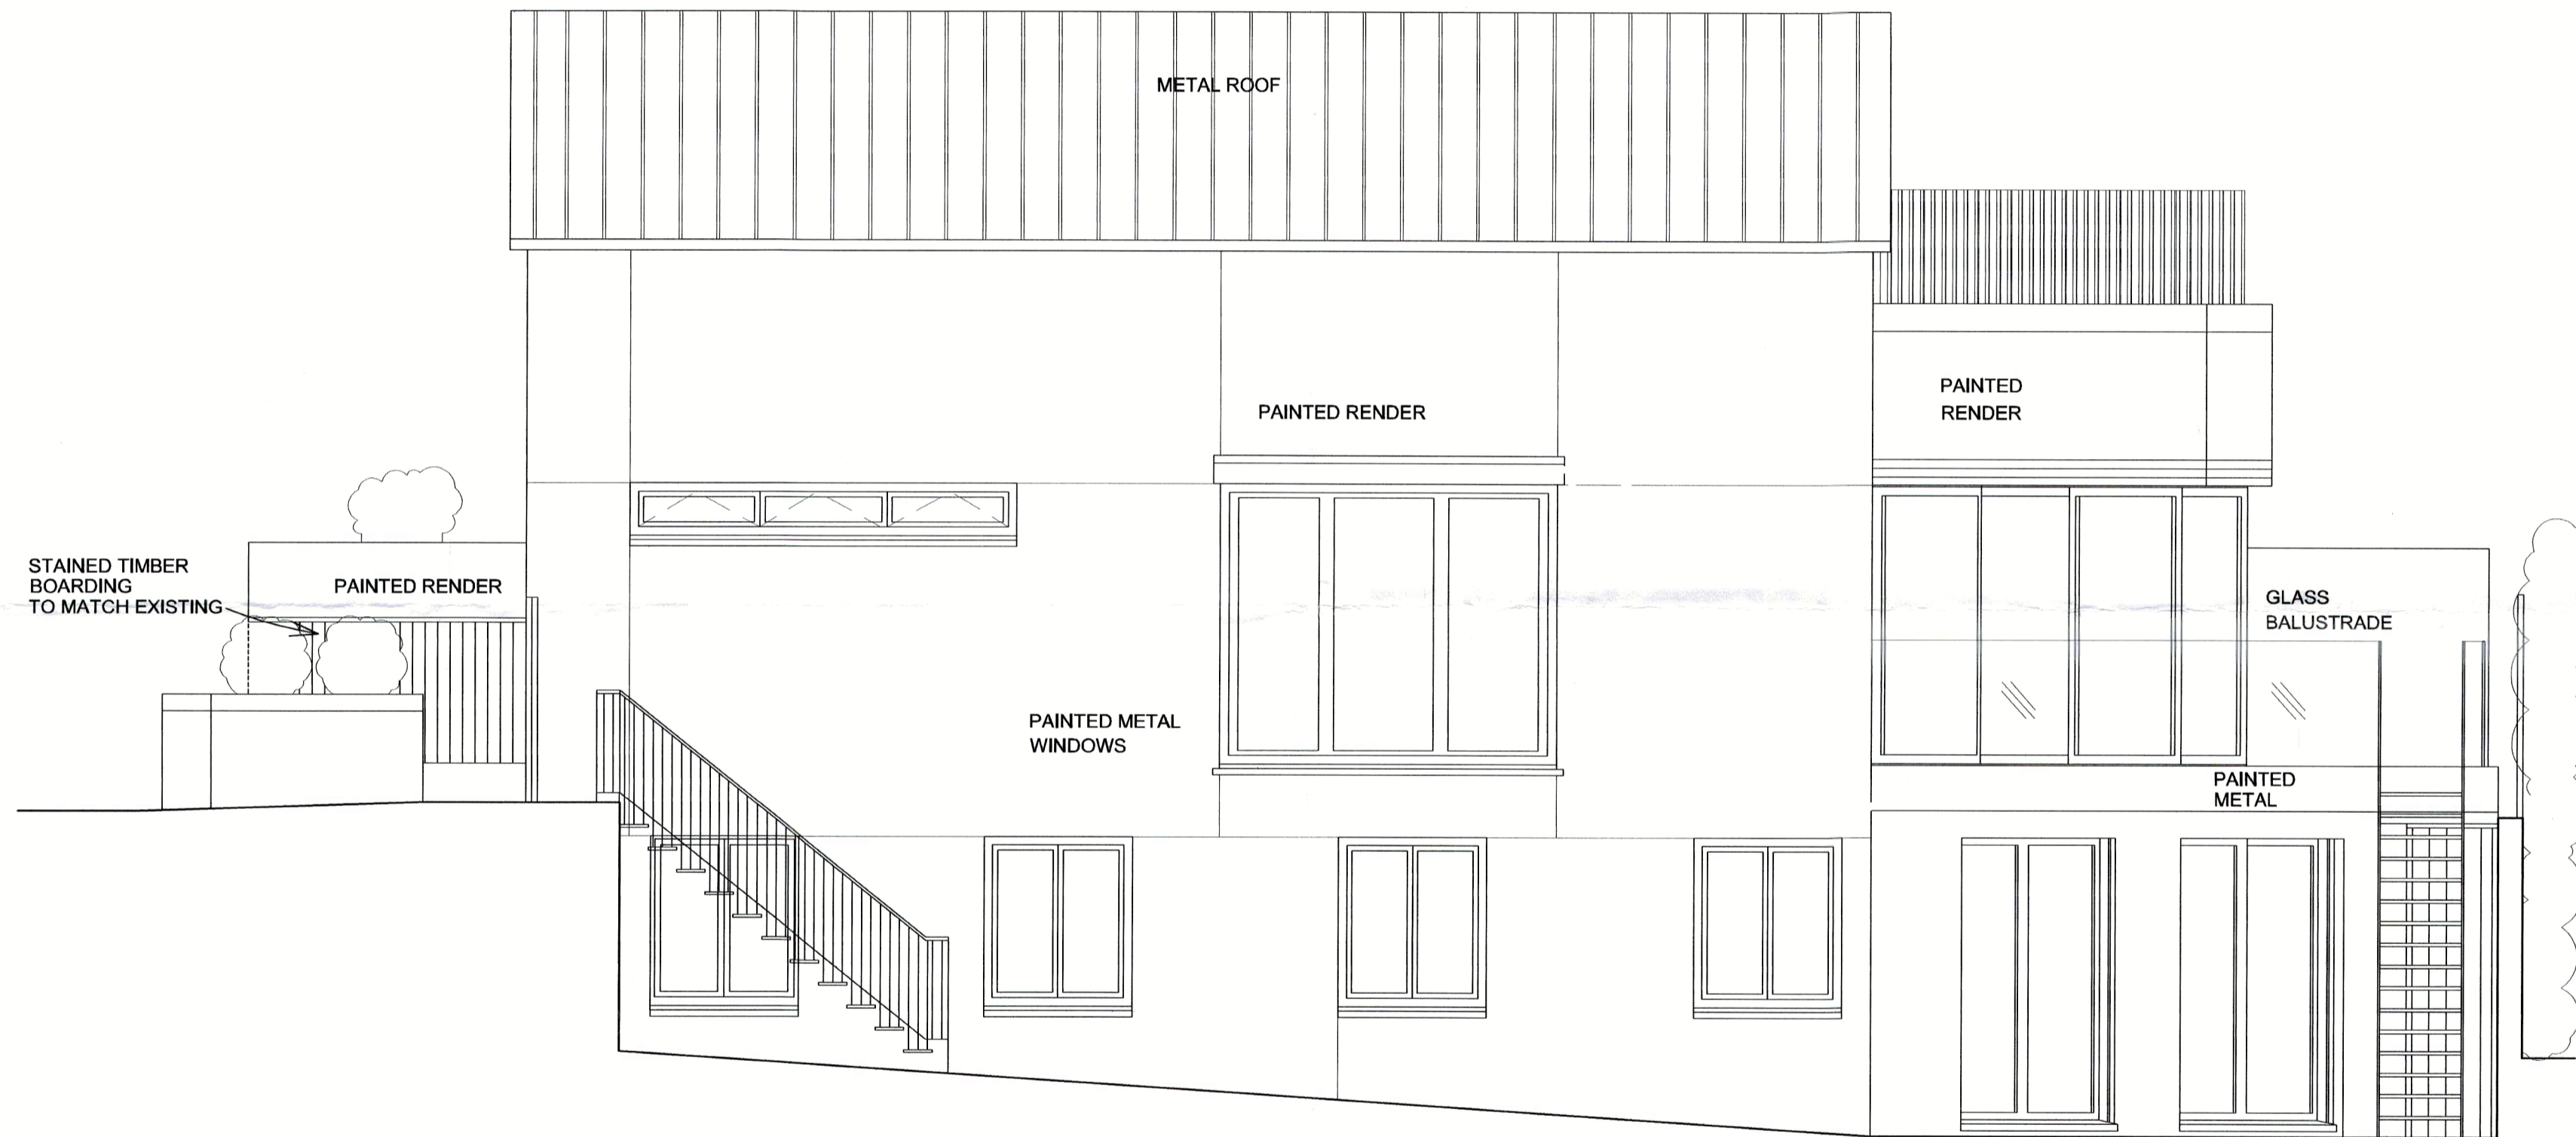 METAL ROOF
PAINTED RENDER
PAINTED
RENDER
STAINED TIMBER
BOARDING
TO MATCH EXISTING
PAINTED RENDER
GLASS
BALUSTRADE
PAINTED METAL
WINDOWS
PAINTED
METAL